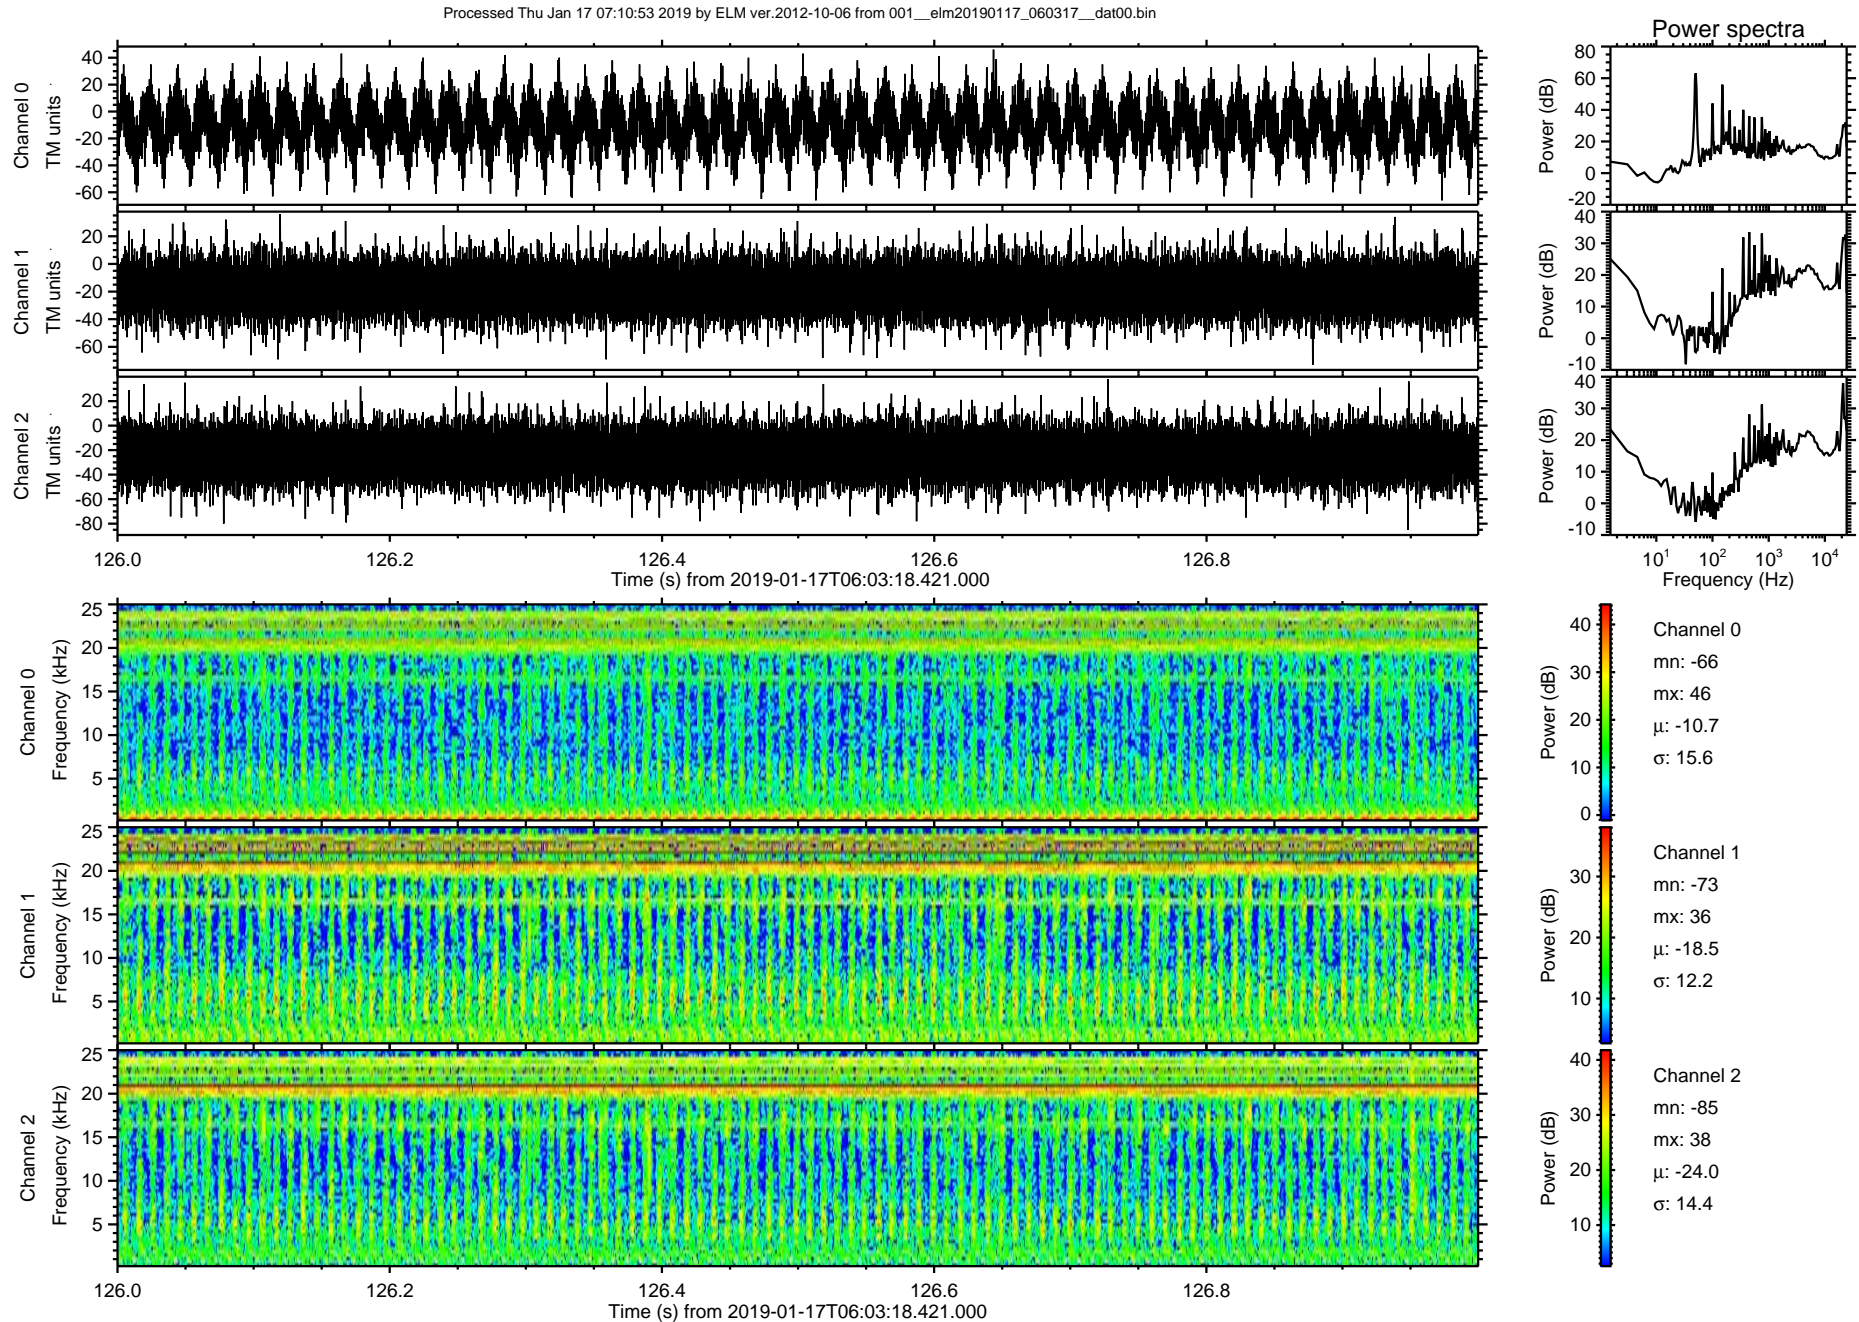 Processed Thu Jan 17 07:10:53 2019 by ELM ver.2012-10-06 from 001__elm20190117_060317__dat00.bin
Power spectra
Channel 0
TM units
40
20
0
-20
-40
-60
Power (dB)
80
60
40
20
0
-20
Channel 1
TM units
20
0
-20
-40
-60
Power (dB)
40
30
20
10
0
-10
Channel 2
TM units
20
0
-20
-40
-60
-80
Power (dB)
40
30
20
10
0
-10
126.0 126.2 126.4 126.6 126.8
Time (s) from 2019-01-17T06:03:18.421.000
10¹ 10² 10³ 10⁴
Frequency (Hz)
Channel 0
Frequency (kHz)
25
20
15
10
5
Power (dB)
40
30
20
10
0
Channel 0
mn: -66
mx: 46
μ: -10.7
σ: 15.6
Channel 1
Frequency (kHz)
25
20
15
10
5
Power (dB)
30
20
10
Channel 1
mn: -73
mx: 36
μ: -18.5
σ: 12.2
Channel 2
Frequency (kHz)
25
20
15
10
5
Power (dB)
40
30
20
10
Channel 2
mn: -85
mx: 38
μ: -24.0
σ: 14.4
126.0 126.2 126.4 126.6 126.8
Time (s) from 2019-01-17T06:03:18.421.000